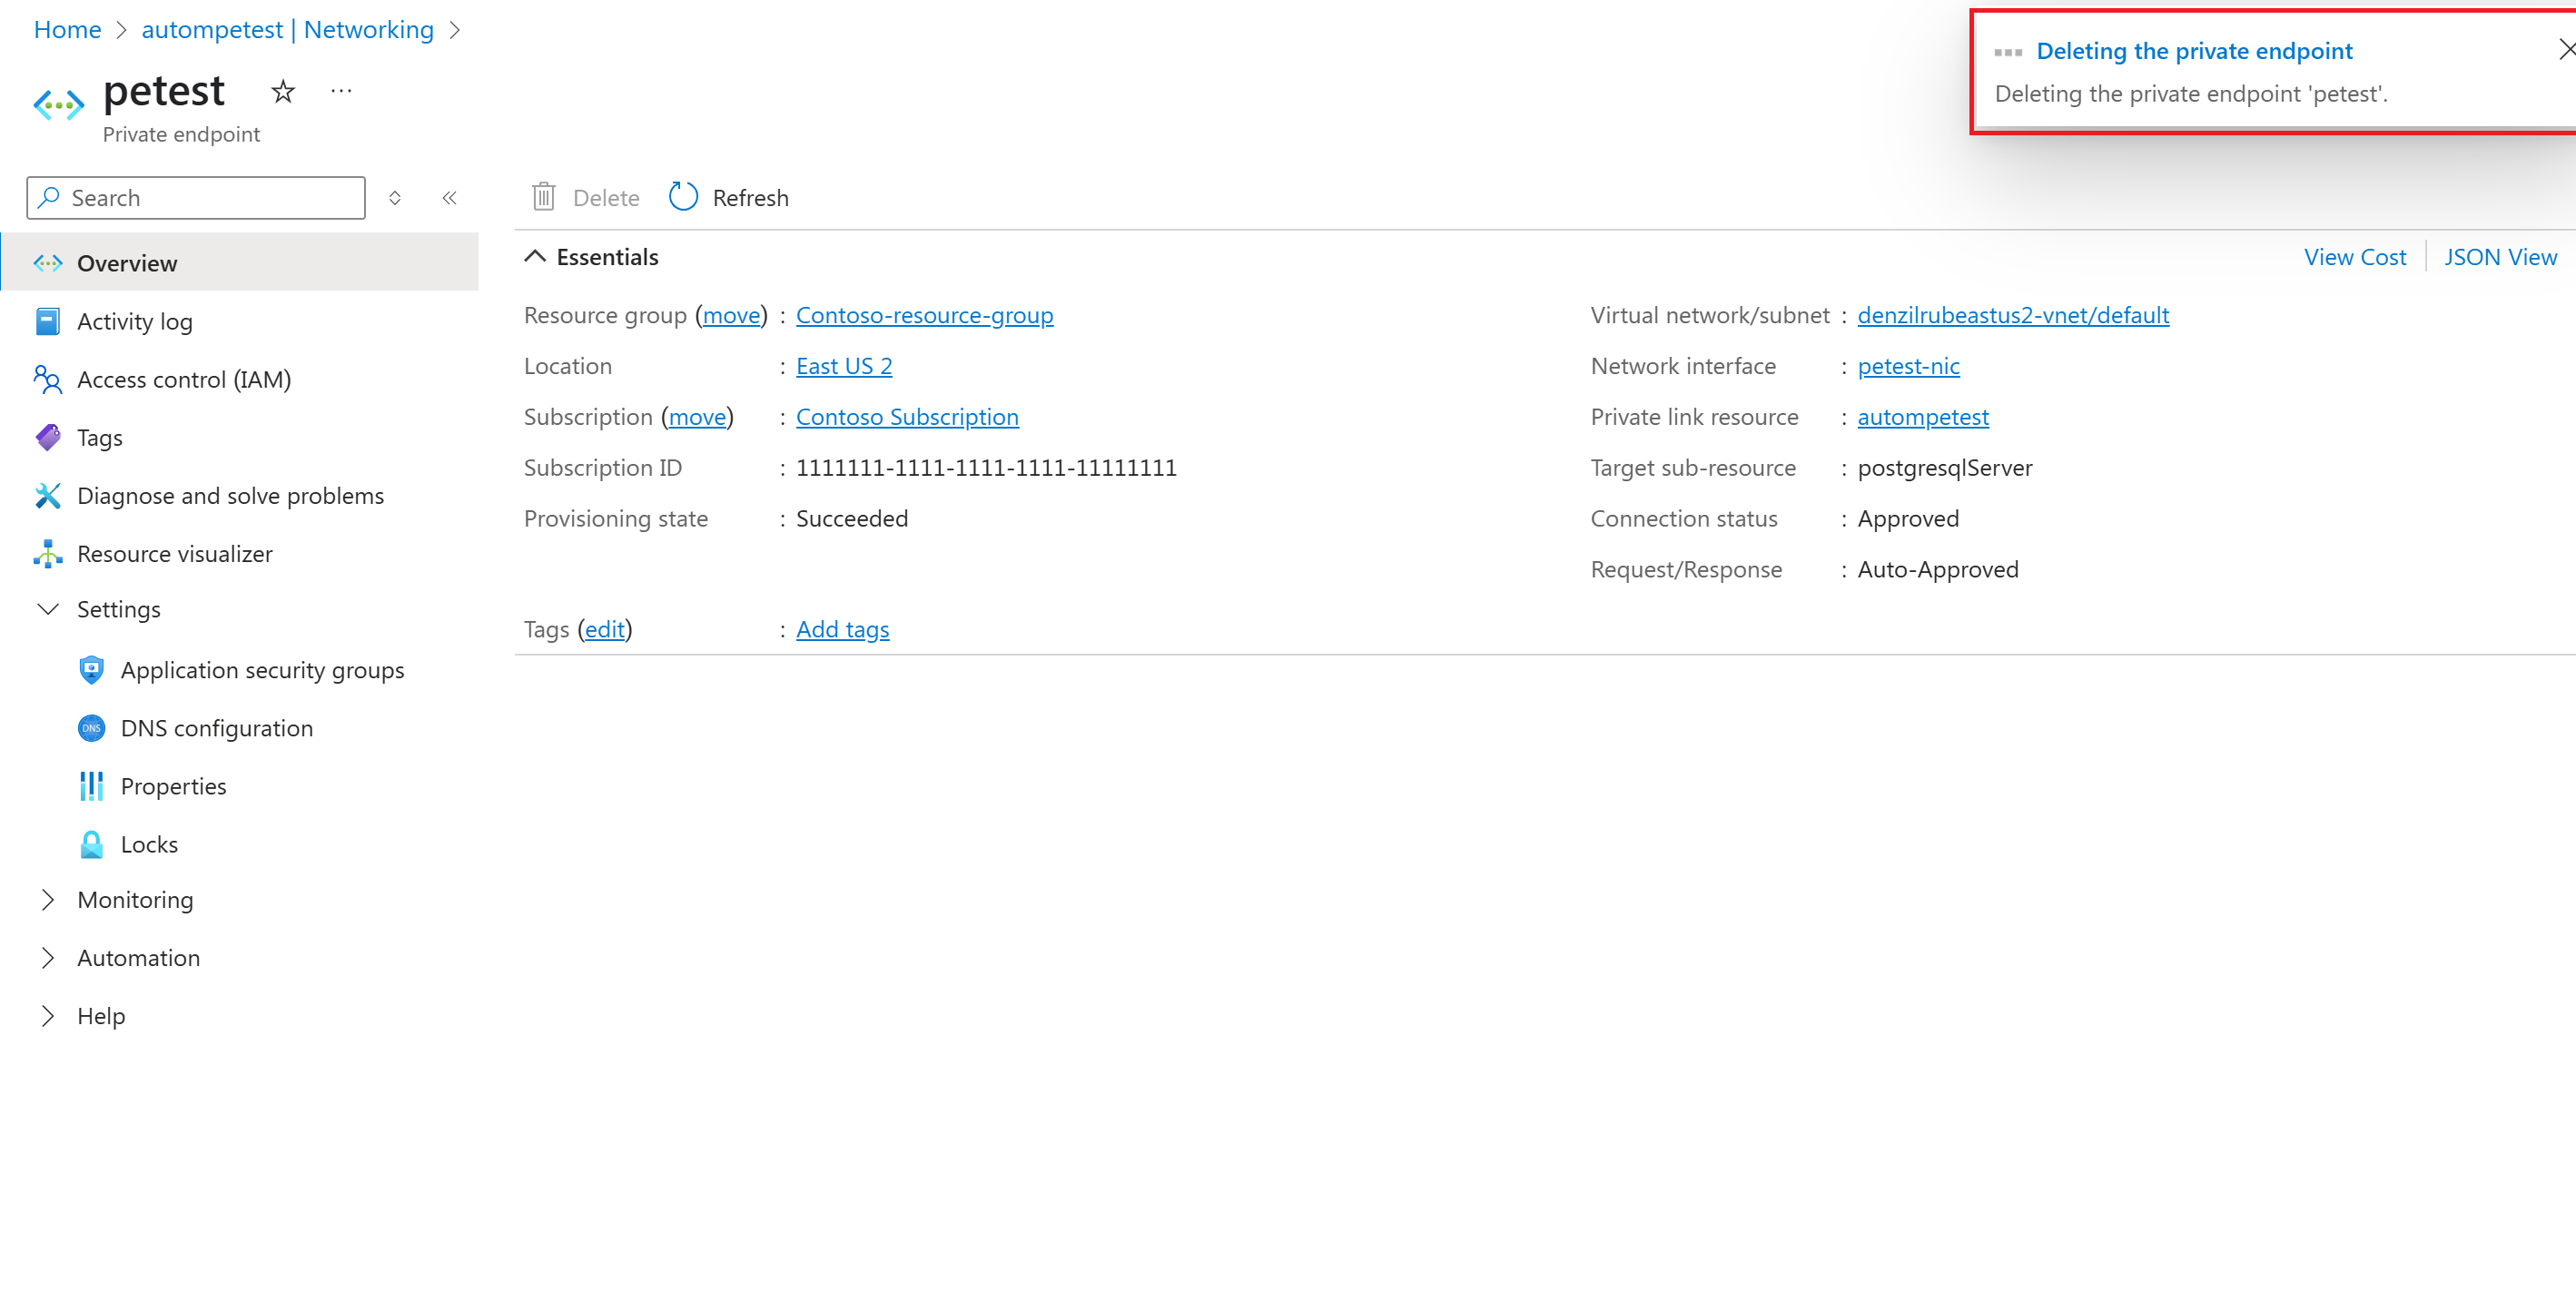 Home > autompetest | Networking >
Deleting the private endpoint
Deleting the private endpoint 'petest'.
petest
Private endpoint
Search
Delete
Refresh
Overview
Activity log
Access control (IAM)
Tags
Diagnose and solve problems
Resource visualizer
Settings
Application security groups
DNS configuration
DNS
Properties
Locks
Monitoring
Automation
Help
Essentials
View Cost
JSON View
Resource group (move) : Contoso-resource-group
Location : East US 2
Subscription (move) : Contoso Subscription
Subscription ID : 1111111-1111-1111-1111-11111111
Provisioning state : Succeeded
Virtual network/subnet : denzilrubeastus2-vnet/default
Network interface : petest-nic
Private link resource : autompetest
Target sub-resource : postgresqlServer
Connection status : Approved
Request/Response : Auto-Approved
Tags (edit) : Add tags